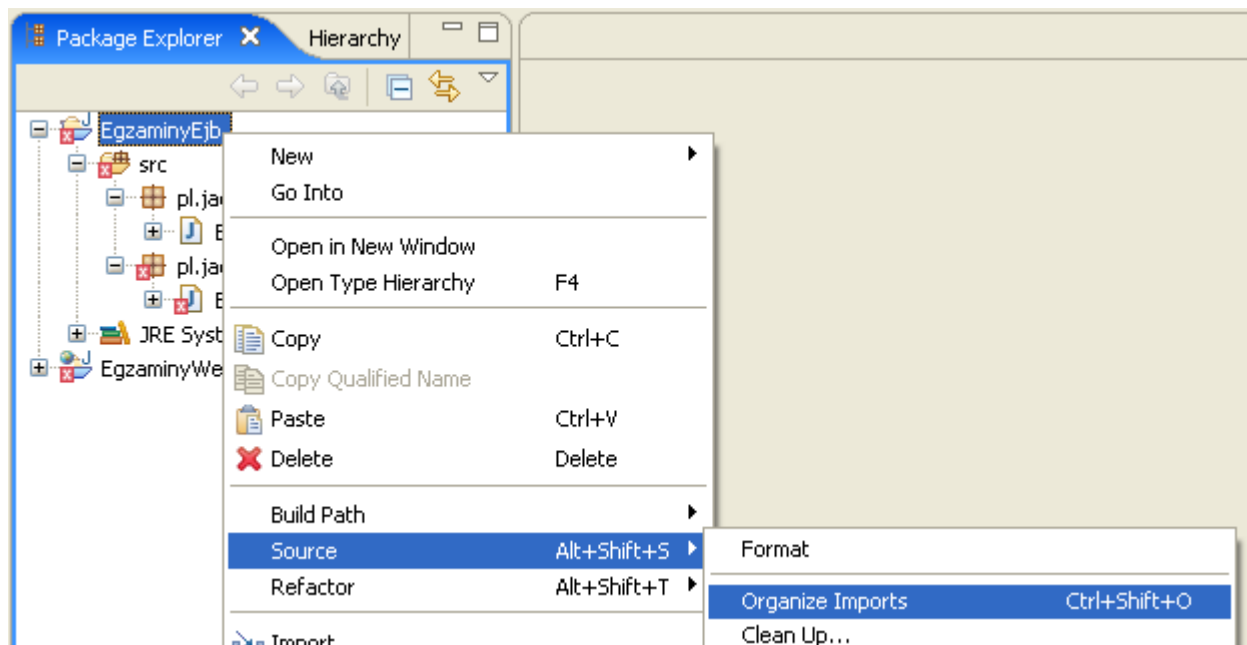 Package Explorer Hierarchy
EgzaminyEjb
src
New
Go Into
pl.ja
Open in New Window
pl.ja
Open Type Hierarchy F4
JRE Syst
Copy Ctrl+C
EgzaminyWe
Copy Qualified Name
Paste Ctrl+V
Delete Delete
Build Path
Source Alt+Shift+S
Format
Refactor Alt+Shift+T
Organize Imports Ctrl+Shift+O
Import
Clean Up...